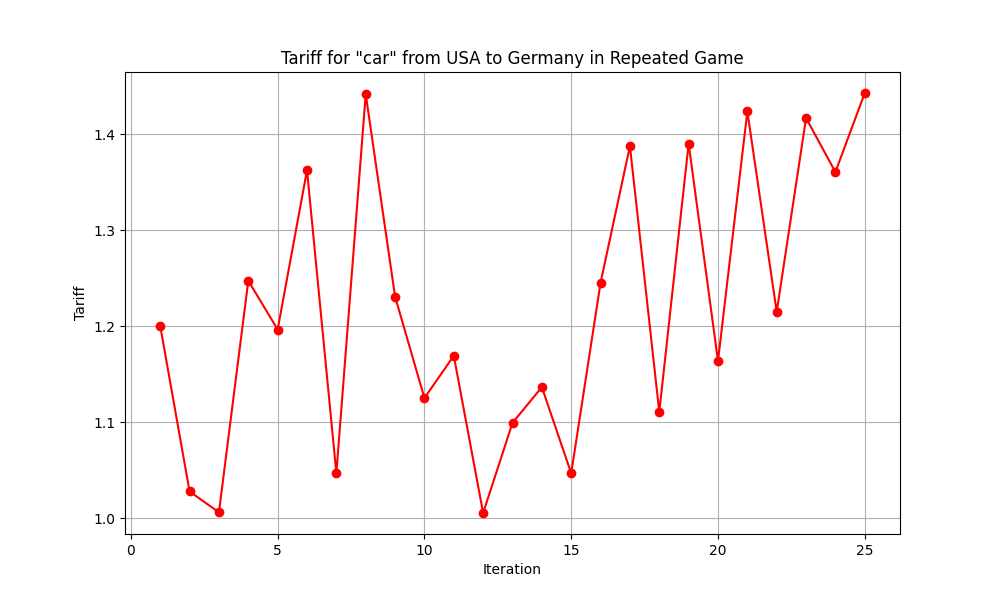 Tariff for "car" from USA to Germany in Repeated Game
Tariff
1.4
1.3
1.2
1.1
1.0
0 5 10 15 20 25
Iteration